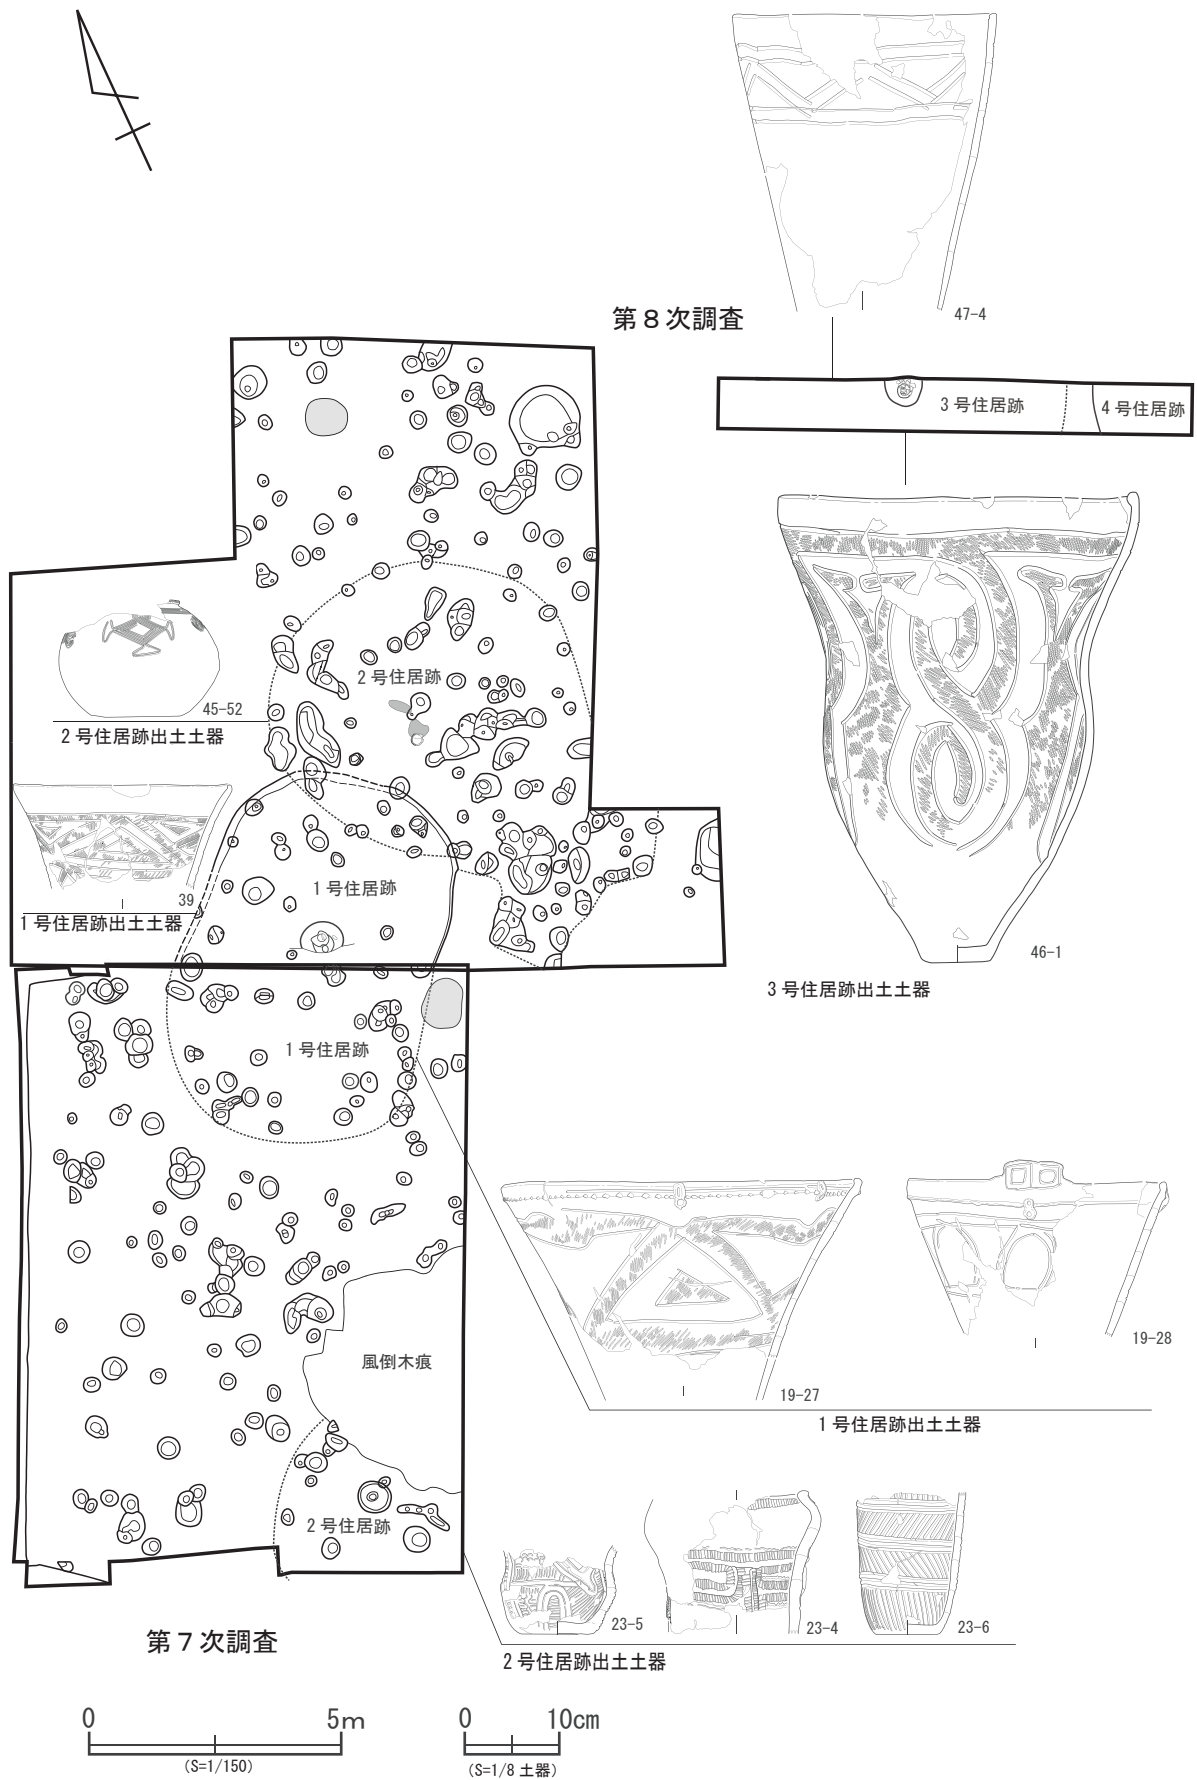 47-4
第８次調査
３号住居跡
４号住居跡
２号住居跡
45-52
２号住居跡出土土器
39
１号住居跡出土土器
１号住居跡
46-1
３号住居跡出土土器
１号住居跡
19-27
19-28
１号住居跡出土土器
風倒木痕
２号住居跡
23-5
23-4
23-6
２号住居跡出土土器
第７次調査
0 5m
(S=1/150)
0 10cm
(S=1/8 土器)